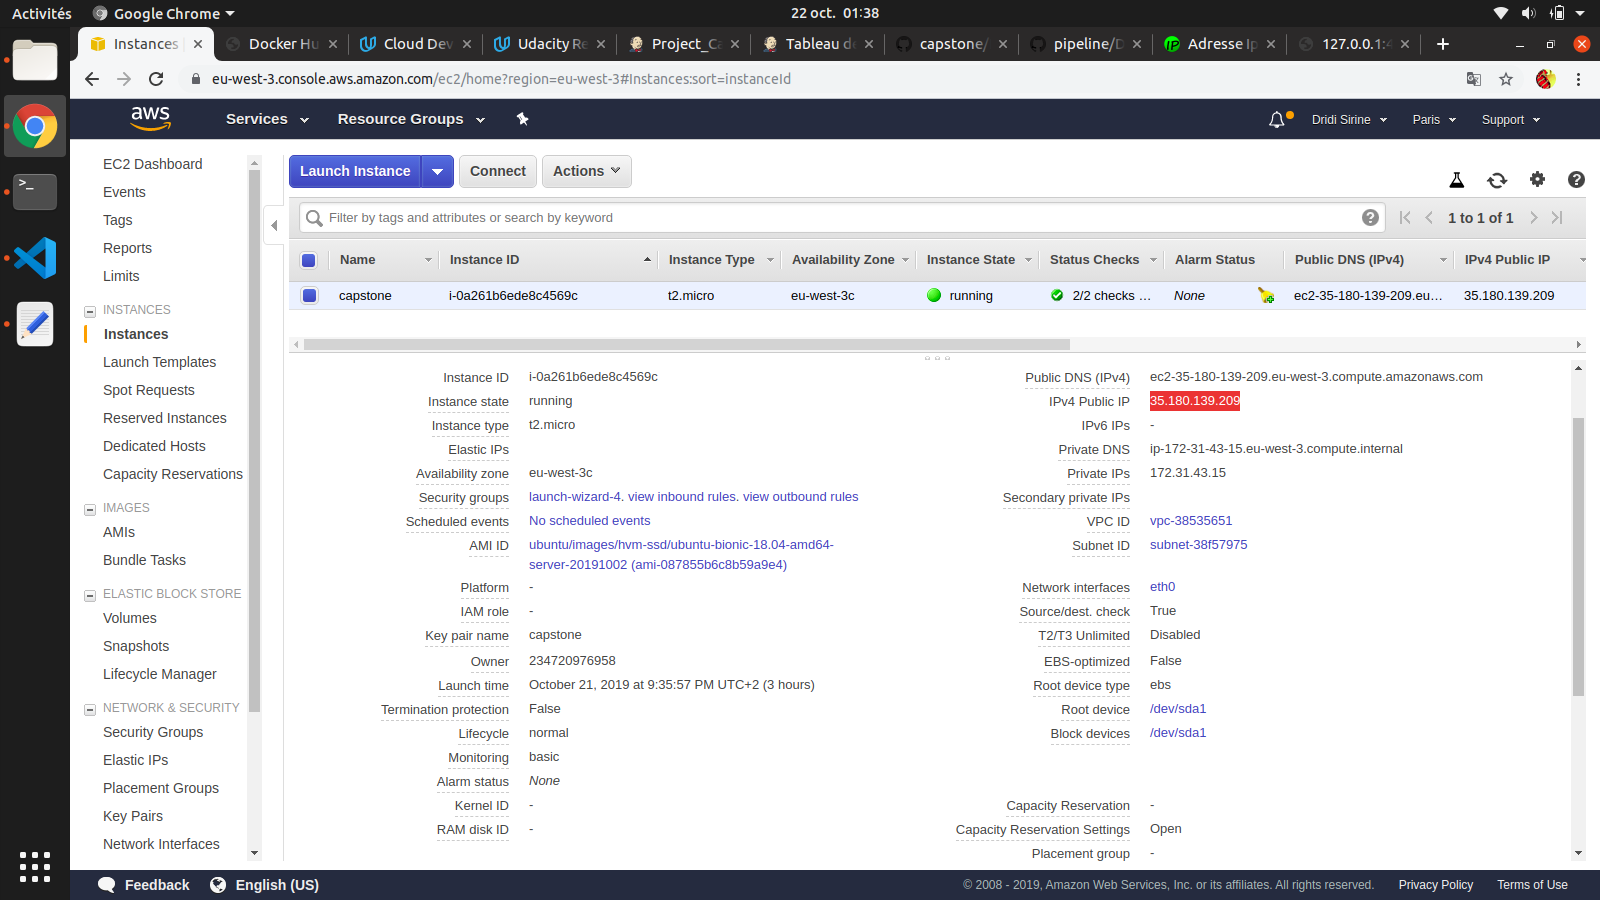 Activités
Google Chrome
22 oct. 01:38
Instances
Docker Hu
Cloud Dev
Udacity Re
Project_Ca
Tableau de
capstone/
pipeline/D
Adresse Ip
127.0.0.1:4
eu-west-3.console.aws.amazon.com/ec2/home?region=eu-west-3#Instances:sort=instanceId
aws
Services
Resource Groups
Dridi Sirine
Paris
Support
EC2 Dashboard
Events
Tags
Reports
Limits
INSTANCES
Instances
Launch Templates
Spot Requests
Reserved Instances
Dedicated Hosts
Capacity Reservations
IMAGES
AMIs
Bundle Tasks
ELASTIC BLOCK STORE
Volumes
Snapshots
Lifecycle Manager
NETWORK & SECURITY
Security Groups
Elastic IPs
Placement Groups
Key Pairs
Network Interfaces
Launch Instance
Connect
Actions
Filter by tags and attributes or search by keyword
1 to 1 of 1
Name Instance ID Instance Type Availability Zone Instance State Status Checks Alarm Status Public DNS (IPv4) IPv4 Public IP
capstone i-0a261b6ede8c4569c t2.micro eu-west-3c running 2/2 checks ... None ec2-35-180-139-209.eu... 35.180.139.209
Instance ID i-0a261b6ede8c4569c
Instance state running
Instance type t2.micro
Elastic IPs
Availability zone eu-west-3c
Security groups launch-wizard-4. view inbound rules. view outbound rules
Scheduled events No scheduled events
AMI ID ubuntu/images/hvm-ssd/ubuntu-bionic-18.04-amd64-
server-20191002 (ami-087855b6c8b59a9e4)
Platform -
IAM role -
Key pair name capstone
Owner 234720976958
Launch time October 21, 2019 at 9:35:57 PM UTC+2 (3 hours)
Termination protection False
Lifecycle normal
Monitoring basic
Alarm status None
Kernel ID -
RAM disk ID -
Public DNS (IPv4) ec2-35-180-139-209.eu-west-3.compute.amazonaws.com
IPv4 Public IP 35.180.139.209
IPv6 IPs -
Private DNS ip-172-31-43-15.eu-west-3.compute.internal
Private IPs 172.31.43.15
Secondary private IPs
VPC ID vpc-38535651
Subnet ID subnet-38f57975
Network interfaces eth0
Source/dest. check True
T2/T3 Unlimited Disabled
EBS-optimized False
Root device type ebs
Root device /dev/sda1
Block devices /dev/sda1
Capacity Reservation -
Capacity Reservation Settings Open
Placement group -
Feedback
English (US)
© 2008 - 2019, Amazon Web Services, Inc. or its affiliates. All rights reserved.
Privacy Policy
Terms of Use